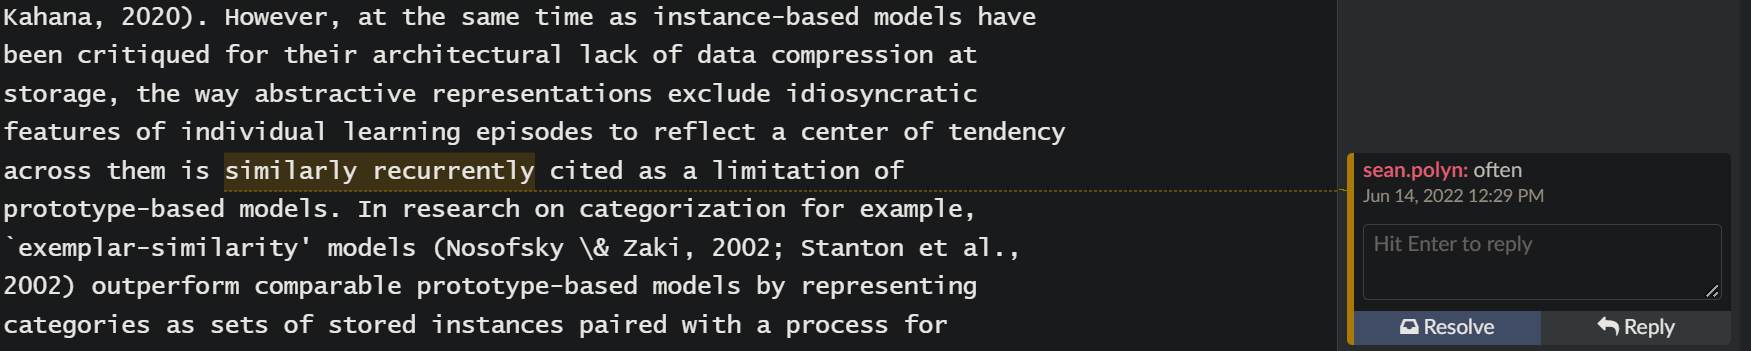 Kahana, 2020). However, at the same time as instance-based models have
been critiqued for their architectural lack of data compression at
storage, the way abstractive representations exclude idiosyncratic
features of individual learning episodes to reflect a center of tendency
across them is similarly recurrently cited as a limitation of
prototype-based models. In research on categorization for example,
`exemplar-similarity' models (Nosofsky \& Zaki, 2002; Stanton et al.,
2002) outperform comparable prototype-based models by representing
categories as sets of stored instances paired with a process for
sean.polyn: often
Jun 14, 2022 12:29 PM
Hit Enter to reply
Resolve
Reply